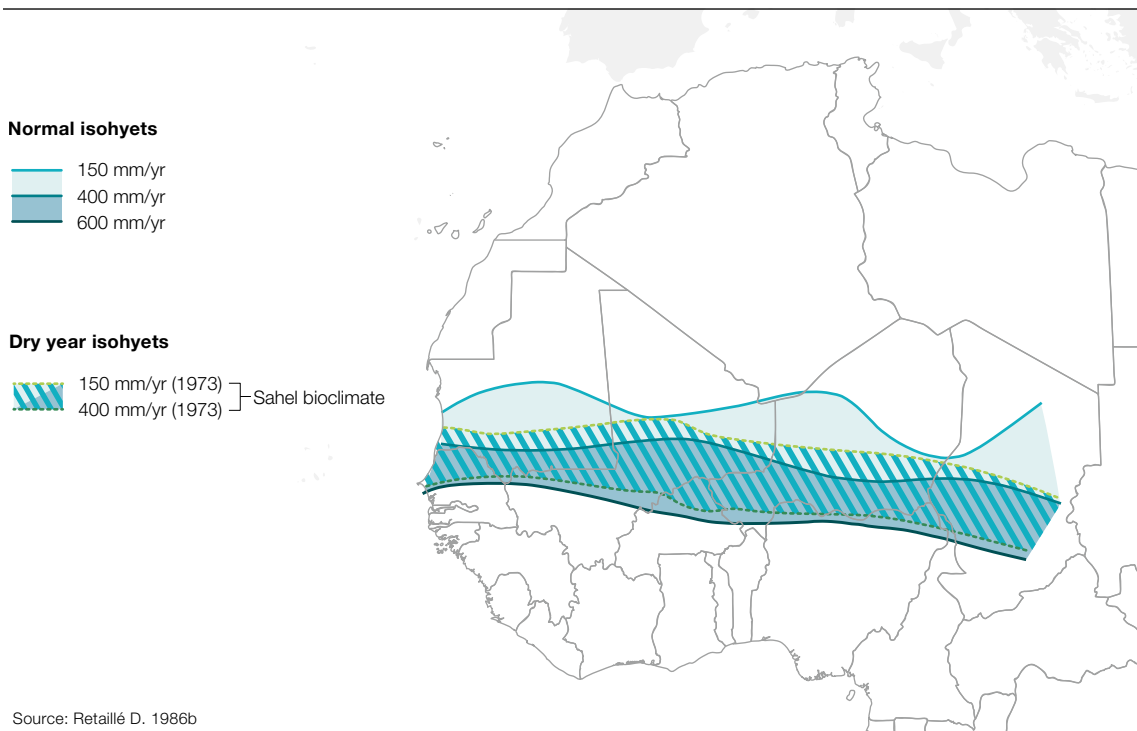 Normal isohyets
150 mm/yr
400 mm/yr
600 mm/yr
Dry year isohyets
150 mm/yr (1973)
400 mm/yr (1973)
Sahel bioclimate
Source: Retaillé D. 1986b